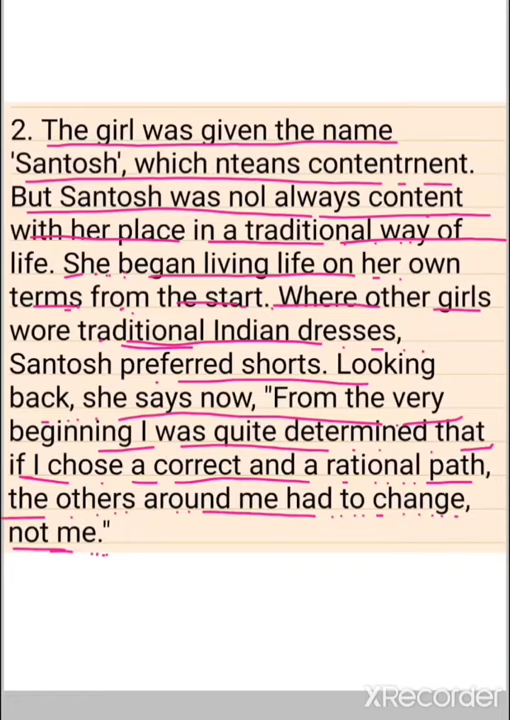 2. The girl was given the name
'Santosh', which nteans contentrnent.
But Santosh was nol always content
with her place in a traditional way of
life. She began living life on her own
terms from the start. Where other girls
wore traditional Indian dresses,
Santosh preferred shorts. Looking
back, she says now, "From the very
beginning I was quite determined that
if I chose a correct and a rational path,
the others around me had to change,
not me."
XRecorder